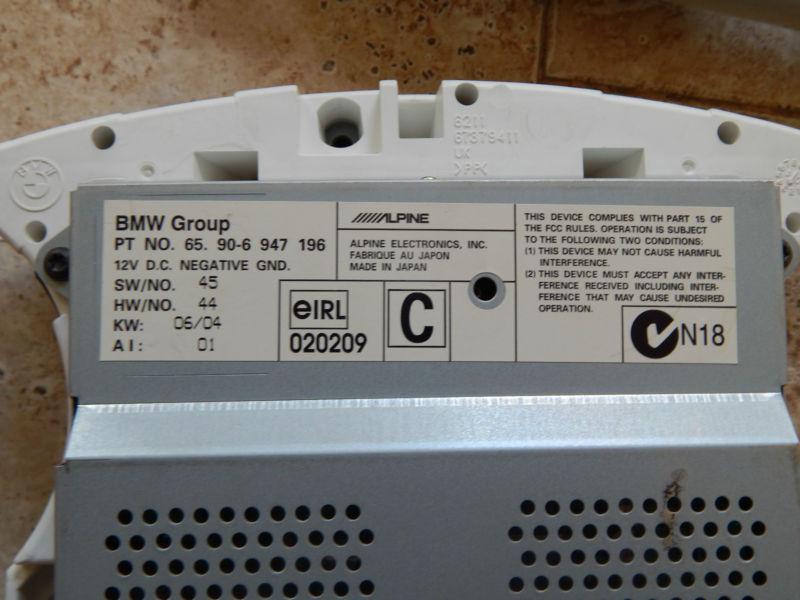 6211
67379411
UK
>PP<
BMW Group
PT NO. 65. 90-6 947 196
12V D.C. NEGATIVE GND.
SW/NO. 45
HW/NO. 44
KW: 06/04
AI: 01
ALPINE
ALPINE ELECTRONICS, INC.
FABRIQUE AU JAPON
MADE IN JAPAN
eIRL
020209
C
THIS DEVICE COMPLIES WITH PART 15 OF
THE FCC RULES. OPERATION IS SUBJECT
TO THE FOLLOWING TWO CONDITIONS:
(1) THIS DEVICE MAY NOT CAUSE HARMFUL
INTERFERENCE.
(2) THIS DEVICE MUST ACCEPT ANY INTER-
FERENCE RECEIVED INCLUDING INTER-
FERENCE THAT MAY CAUSE UNDESIRED
OPERATION.
N18